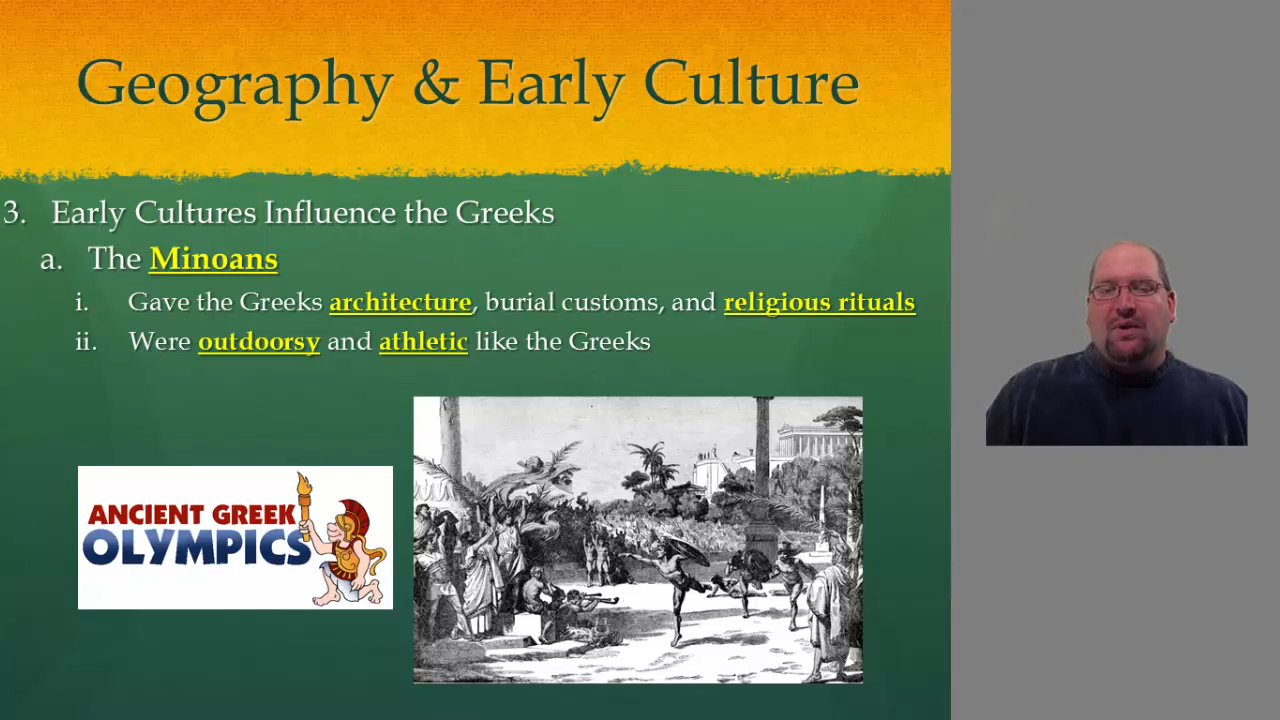 Geography & Early Culture
3. Early Cultures Influence the Greeks
a. The Minoans
i. Gave the Greeks architecture, burial customs, and religious rituals
ii. Were outdoorsy and athletic like the Greeks
ANCIENT GREEK
OLYMPICS